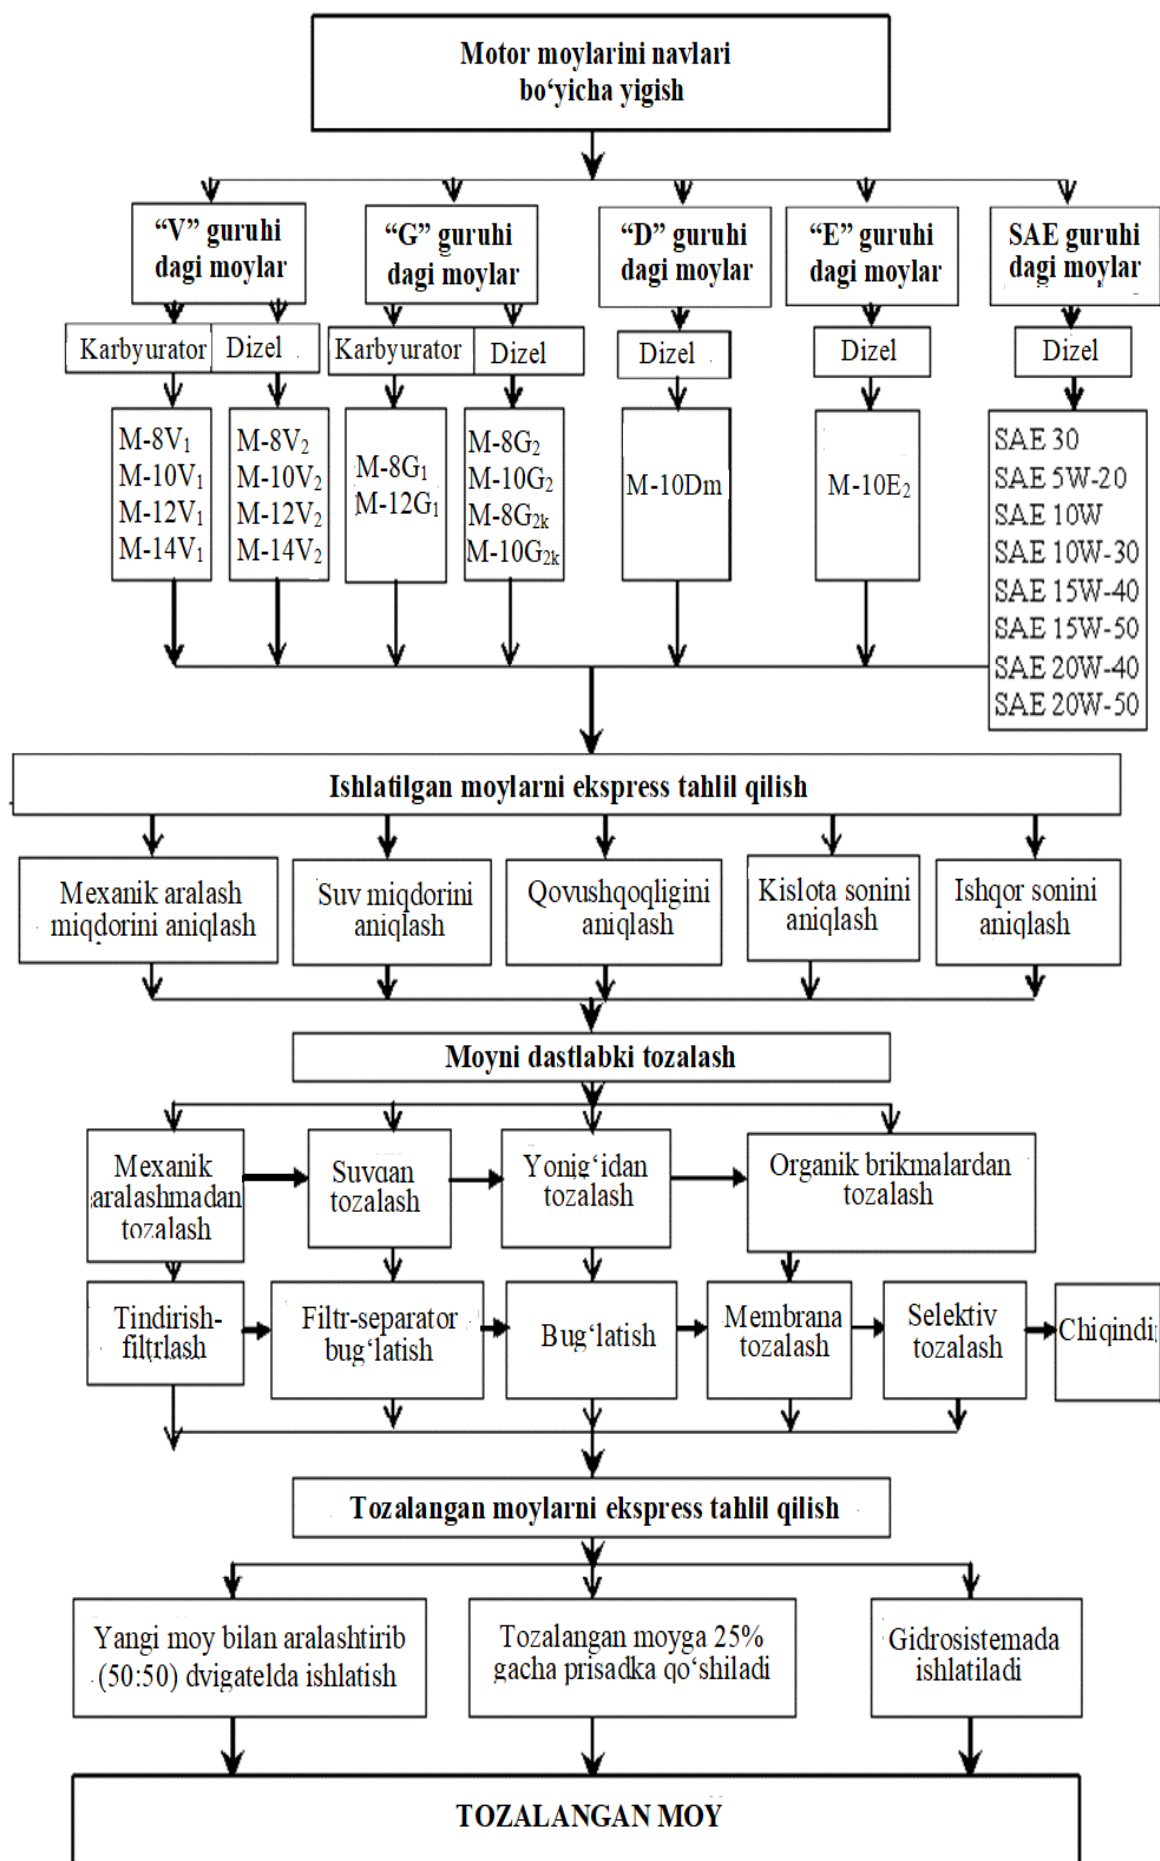 Motor moylarini navlari
bo‘yicha yigish
“V” guruhi
dagi moylar
“G” guruhi
dagi moylar
“D” guruhi
dagi moylar
“E” guruhi
dagi moylar
SAE guruhi
dagi moylar
Karbyurator
Dizel
Karbyurator
Dizel
Dizel
Dizel
Dizel
M-8V₁
M-10V₁
M-12V₁
M-14V₁
M-8V₂
M-10V₂
M-12V₂
M-14V₂
M-8G₁
M-12G₁
M-8G₂
M-10G₂
M-8G₂ₖ
M-10G₂ₖ
M-10Dm
M-10E₂
SAE 30
SAE 5W-20
SAE 10W
SAE 10W-30
SAE 15W-40
SAE 15W-50
SAE 20W-40
SAE 20W-50
Ishlatilgan moylarni ekspress tahlil qilish
Mexanik aralash
miqdorini aniqlash
Suv miqdorini
aniqlash
Qovushqoqligini
aniqlash
Kislota sonini
aniqlash
Ishqor sonini
aniqlash
Moyni dastlabki tozalash
Mexanik
aralashmadan
tozalash
Suvdan
tozalash
Yonig‘idan
tozalash
Organik brikmalardan
tozalash
Tindirish-
filtrlash
Filtr-separator
bug‘latish
Bug‘latish
Membrana
tozalash
Selektiv
tozalash
Chiqindi
Tozalangan moylarni ekspress tahlil qilish
Yangi moy bilan aralashtirib
(50:50) dvigatelda ishlatish
Tozalangan moyga 25%
gacha prisadka qo‘shiladi
Gidrosistemada
ishlatiladi
TOZALANGAN MOY